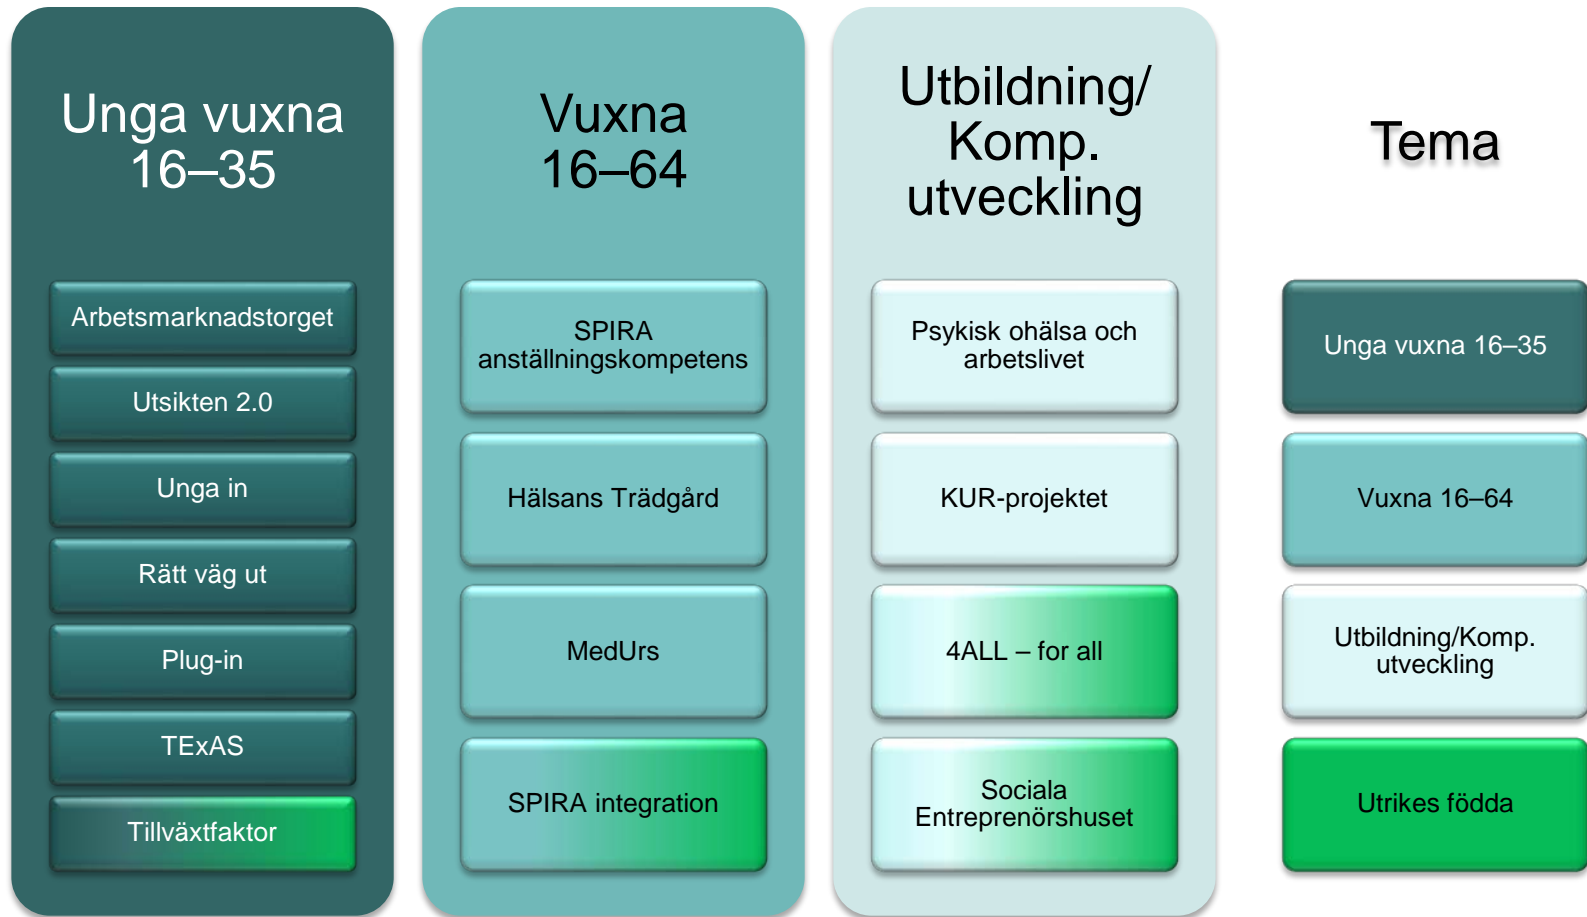 Unga vuxna
16–35
Arbetsmarknadstorget
Utsikten 2.0
Unga in
Rätt väg ut
Plug-in
TExAS
Tillväxtfaktor
Vuxna
16–64
SPIRA
anställningskompetens
Hälsans Trädgård
MedUrs
SPIRA integration
Utbildning/
Komp.
utveckling
Psykisk ohälsa och
arbetslivet
KUR-projektet
4ALL – for all
Sociala
Entreprenörshuset
Tema
Unga vuxna 16–35
Vuxna 16–64
Utbildning/Komp.
utveckling
Utrikes födda